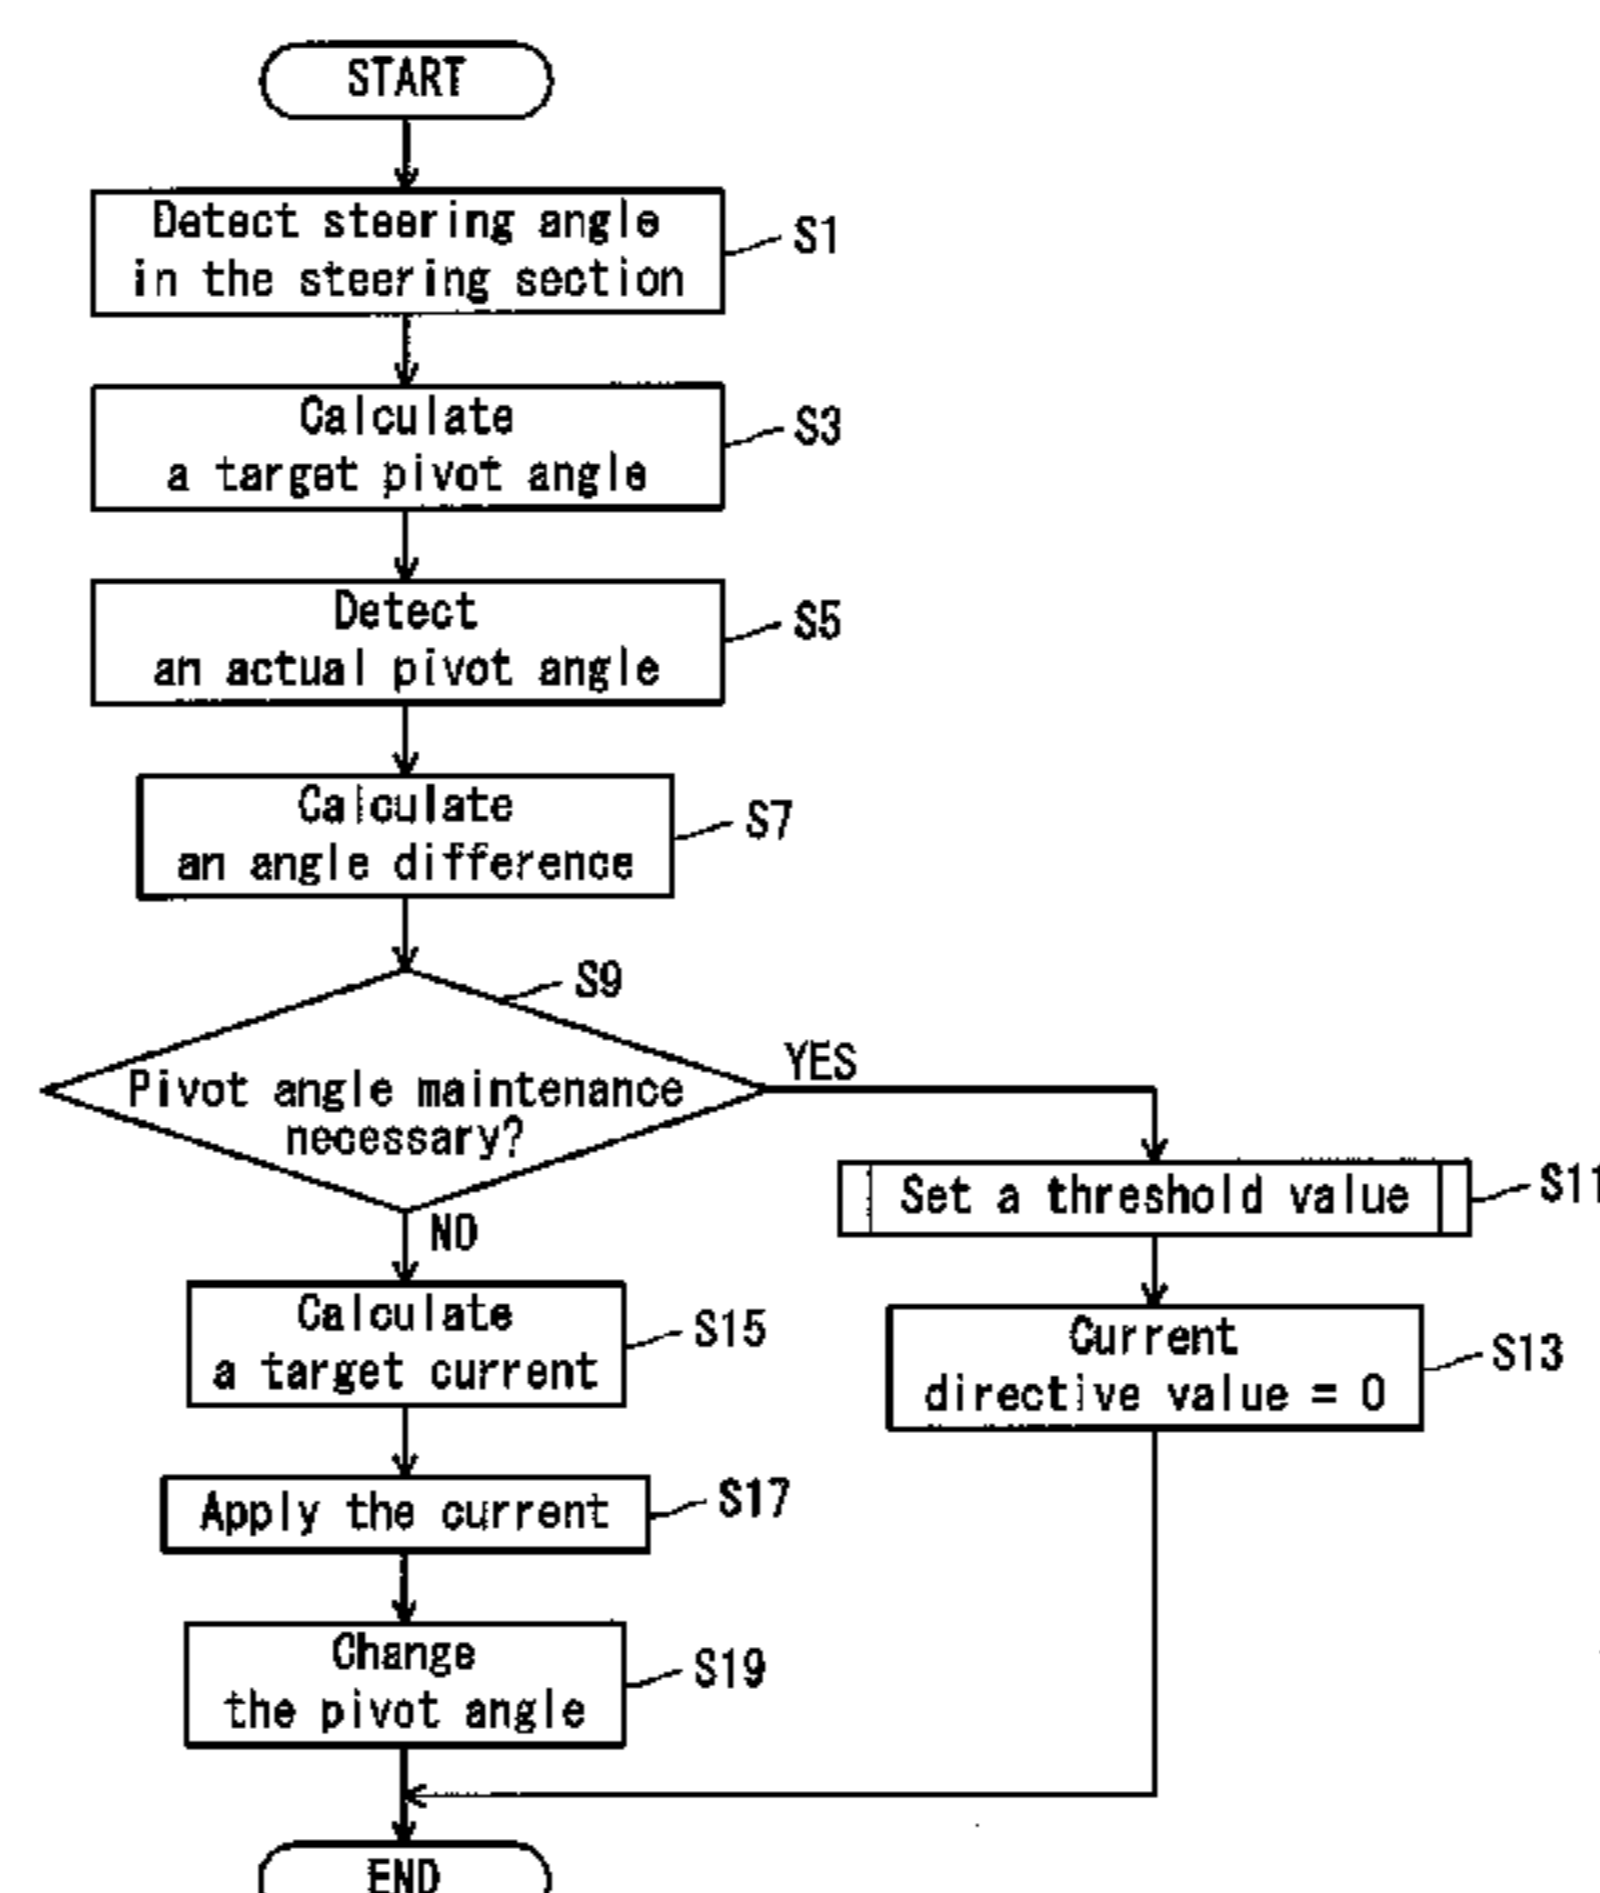 START
Detect steering angle
in the steering section
S1
Calculate
a target pivot angle
S3
Detect
an actual pivot angle
S5
Calculate
an angle difference
S7
S9
Pivot angle maintenance
necessary?
YES
NO
Set a threshold value
S11
Current
directive value = 0
S13
Calculate
a target current
S15
Apply the current
S17
Change
the pivot angle
S19
END